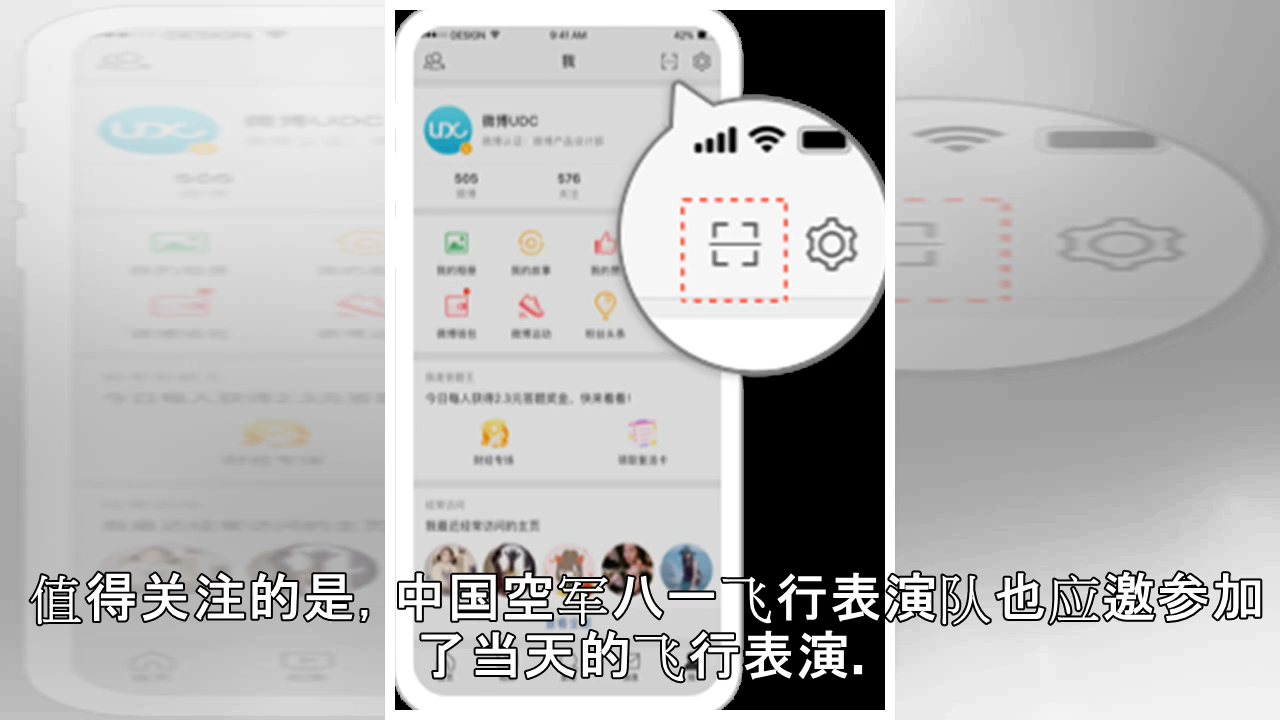 DESIGN 9:41 AM 42%
我
UDC
微博UDC
微博认证：微博产品设计部
505 576
微博 关注
我的相册 我的故事 我的赞
微博钱包 微博运动 粉丝头条
今日每人获得2.3元答题奖金，快来看看！
财经专场 领取复活卡
经常访问
我最近经常访问的主页
值得关注的是, 中国空军八一飞行表演队也应邀参加
了当天的飞行表演.